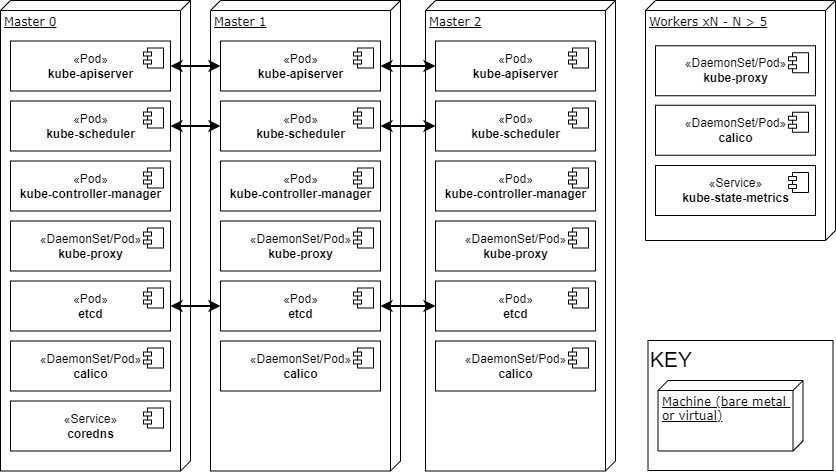 Master 0
«Pod»
kube-apiserver
«Pod»
kube-scheduler
«Pod»
kube-controller-manager
«DaemonSet/Pod»
kube-proxy
«Pod»
etcd
«DaemonSet/Pod»
calico
«Service»
coredns
Master 1
«Pod»
kube-apiserver
«Pod»
kube-scheduler
«Pod»
kube-controller-manager
«DaemonSet/Pod»
kube-proxy
«Pod»
etcd
«DaemonSet/Pod»
calico
Master 2
«Pod»
kube-apiserver
«Pod»
kube-scheduler
«Pod»
kube-controller-manager
«DaemonSet/Pod»
kube-proxy
«Pod»
etcd
«DaemonSet/Pod»
calico
Workers xN - N > 5
«DaemonSet/Pod»
kube-proxy
«DaemonSet/Pod»
calico
«Service»
kube-state-metrics
KEY
Machine (bare metal
or virtual)